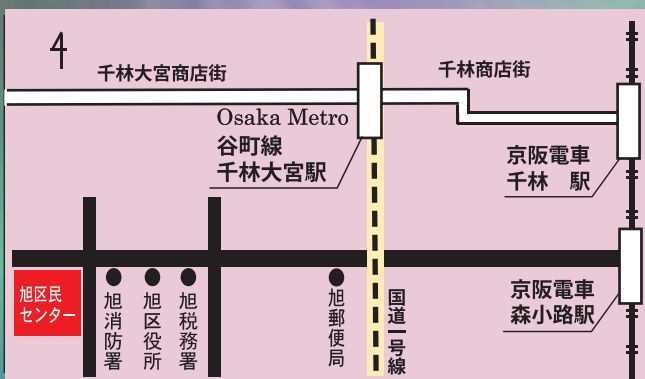 千林大宮商店街
千林商店街
Osaka Metro
谷町線
千林大宮駅
京阪電車
千林　駅
旭区民
センター
旭消防署
旭区役所
旭税務署
旭郵便局
国道一号線
京阪電車
森小路駅